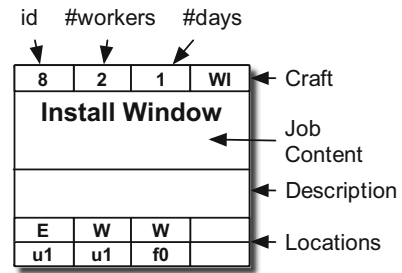 id #workers #days
8 2 1 WI Craft
Install Window
Job
Content
Description
E W W
Locations
u1 u1 f0